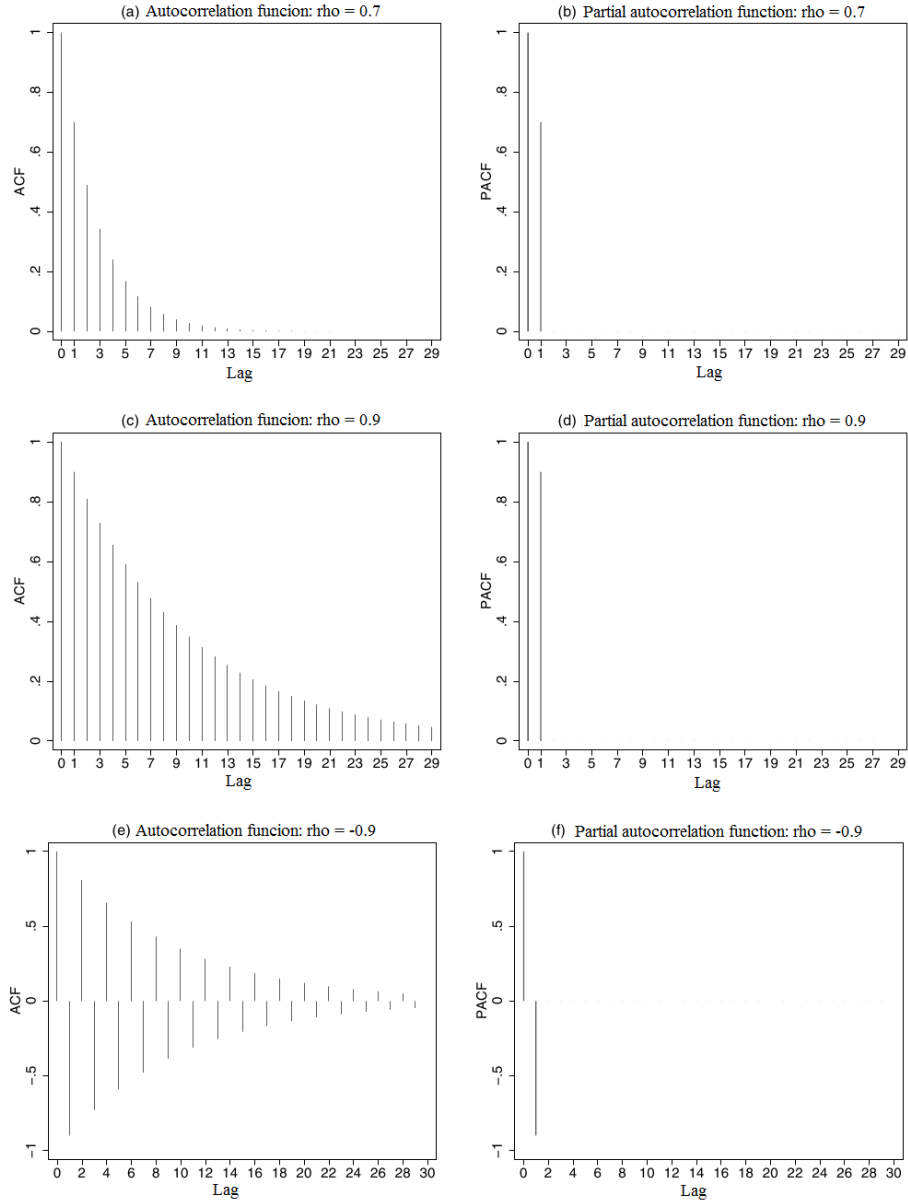 (a) Autocorrelation funcion: rho = 0.7
1
.8
.6
.4
.2
0
ACF
0 1 3 5 7 9 11 13 15 17 19 21 23 25 27 29
Lag
(b) Partial autocorrelation function: rho = 0.7
1
.8
.6
.4
.2
0
PACF
0 1 3 5 7 9 11 13 15 17 19 21 23 25 27 29
Lag
(c) Autocorrelation funcion: rho = 0.9
1
.8
.6
.4
.2
0
ACF
0 1 3 5 7 9 11 13 15 17 19 21 23 25 27 29
Lag
(d) Partial autocorrelation function: rho = 0.9
1
.8
.6
.4
.2
0
PACF
0 1 3 5 7 9 11 13 15 17 19 21 23 25 27 29
Lag
(e) Autocorrelation funcion: rho = -0.9
1
.5
0
-.5
-1
ACF
0 2 4 6 8 10 12 14 16 18 20 22 24 26 28 30
Lag
(f) Partial autocorrelation function: rho = -0.9
1
.5
0
-.5
-1
PACF
0 2 4 6 8 10 12 14 16 18 20 22 24 26 28 30
Lag